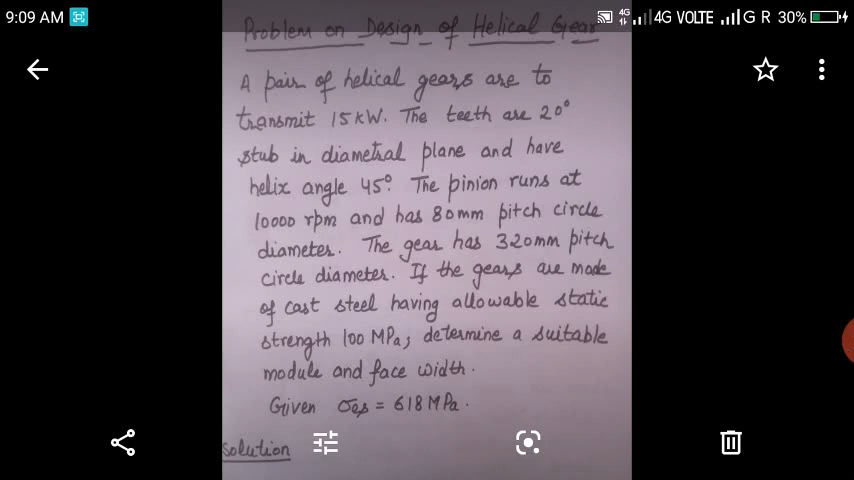 9:09 AM 4G 4G VOLTE G R 30%
Problem on Design of Helical Gear
A pair of helical gears are to
transmit 15 kW. The teeth are 20°
stub in diametral plane and have
helix angle 45°. The pinion runs at
10000 rpm and has 80mm pitch circle
diameter. The gear has 320mm pitch
circle diameter. If the gears are made
of cast steel having allowable static
strength 100 MPa; determine a suitable
module and face width.
Given σes = 618 MPa.
Solution